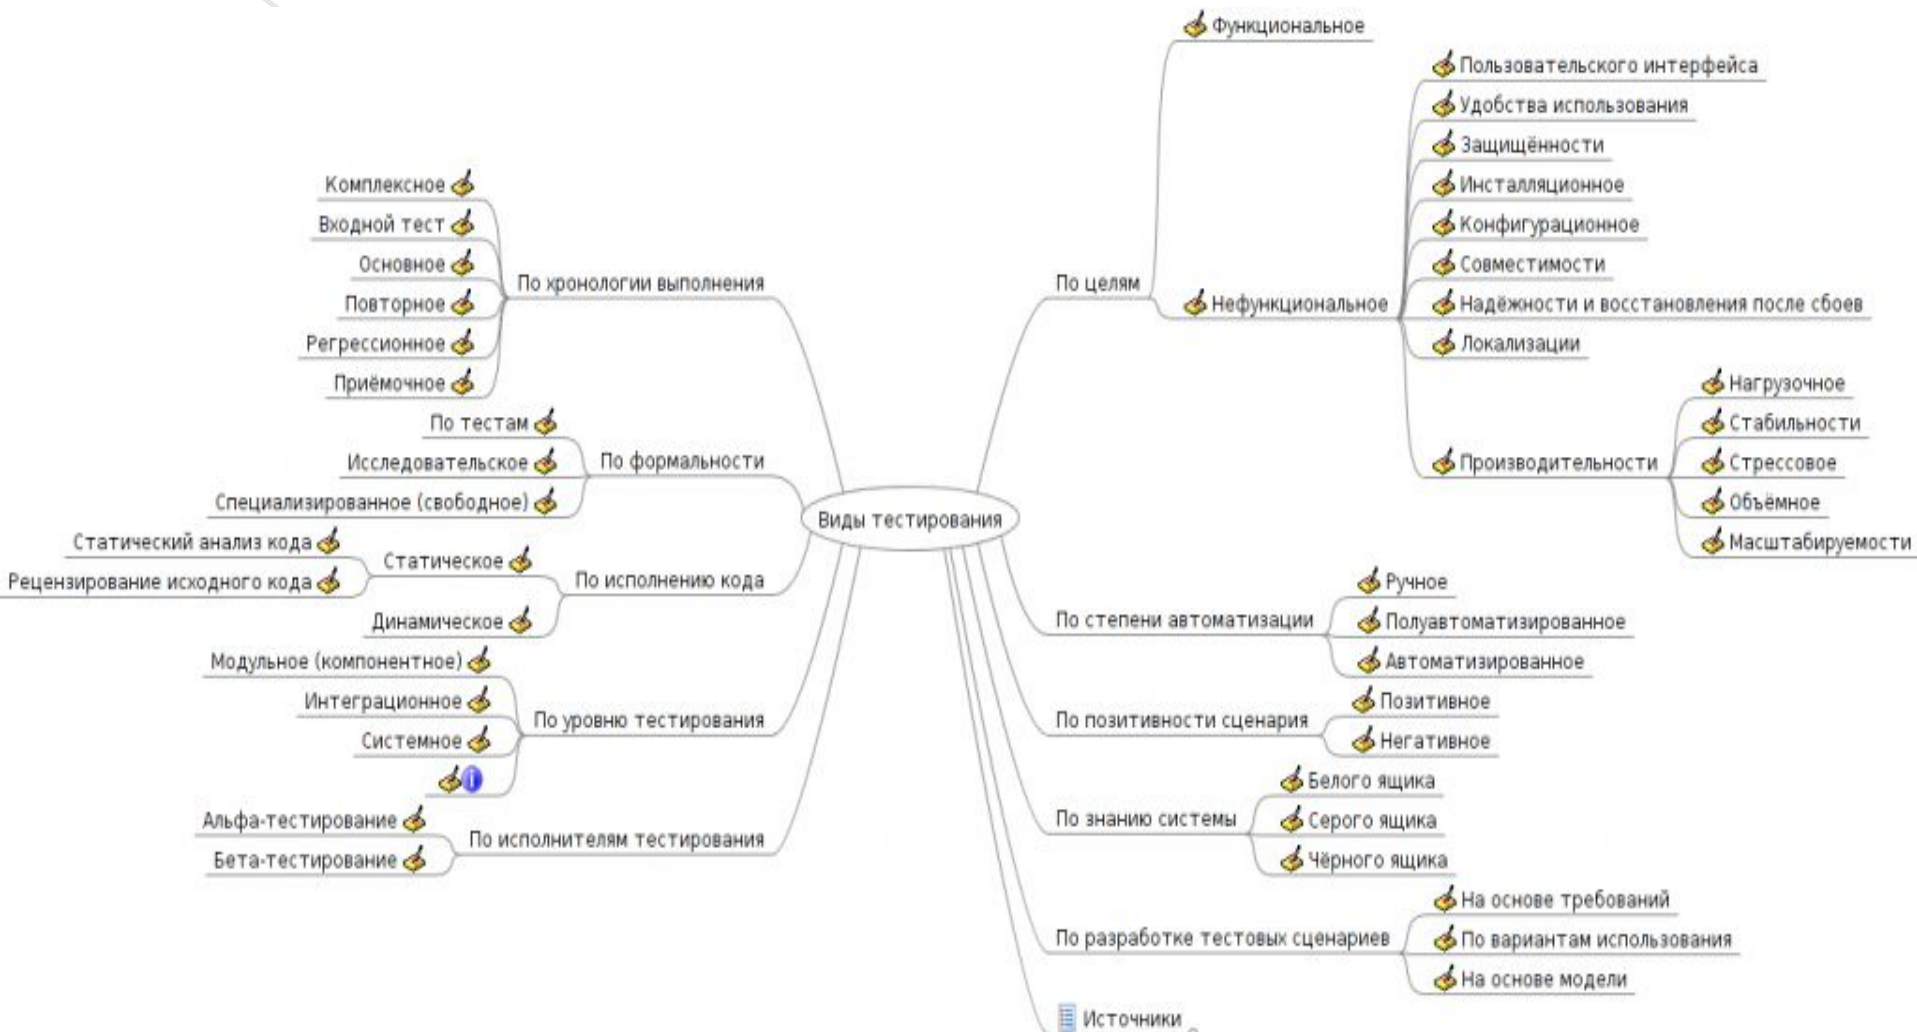 Виды тестирования
По хронологии выполнения
Комплексное
Входной тест
Основное
Повторное
Регрессионное
Приёмочное
По формальности
По тестам
Исследовательское
Специализированное (свободное)
По исполнению кода
Статическое
Статический анализ кода
Рецензирование исходного кода
Динамическое
По уровню тестирования
Модульное (компонентное)
Интеграционное
Системное
По исполнителям тестирования
Альфа-тестирование
Бета-тестирование
По целям
Функциональное
Нефункциональное
Пользовательского интерфейса
Удобства использования
Защищённости
Инсталляционное
Конфигурационное
Совместимости
Надёжности и восстановления после сбоев
Локализации
Производительности
Нагрузочное
Стабильности
Стрессовое
Объёмное
Масштабируемости
По степени автоматизации
Ручное
Полуавтоматизированное
Автоматизированное
По позитивности сценария
Позитивное
Негативное
По знанию системы
Белого ящика
Серого ящика
Чёрного ящика
По разработке тестовых сценариев
На основе требований
По вариантам использования
На основе модели
Источники